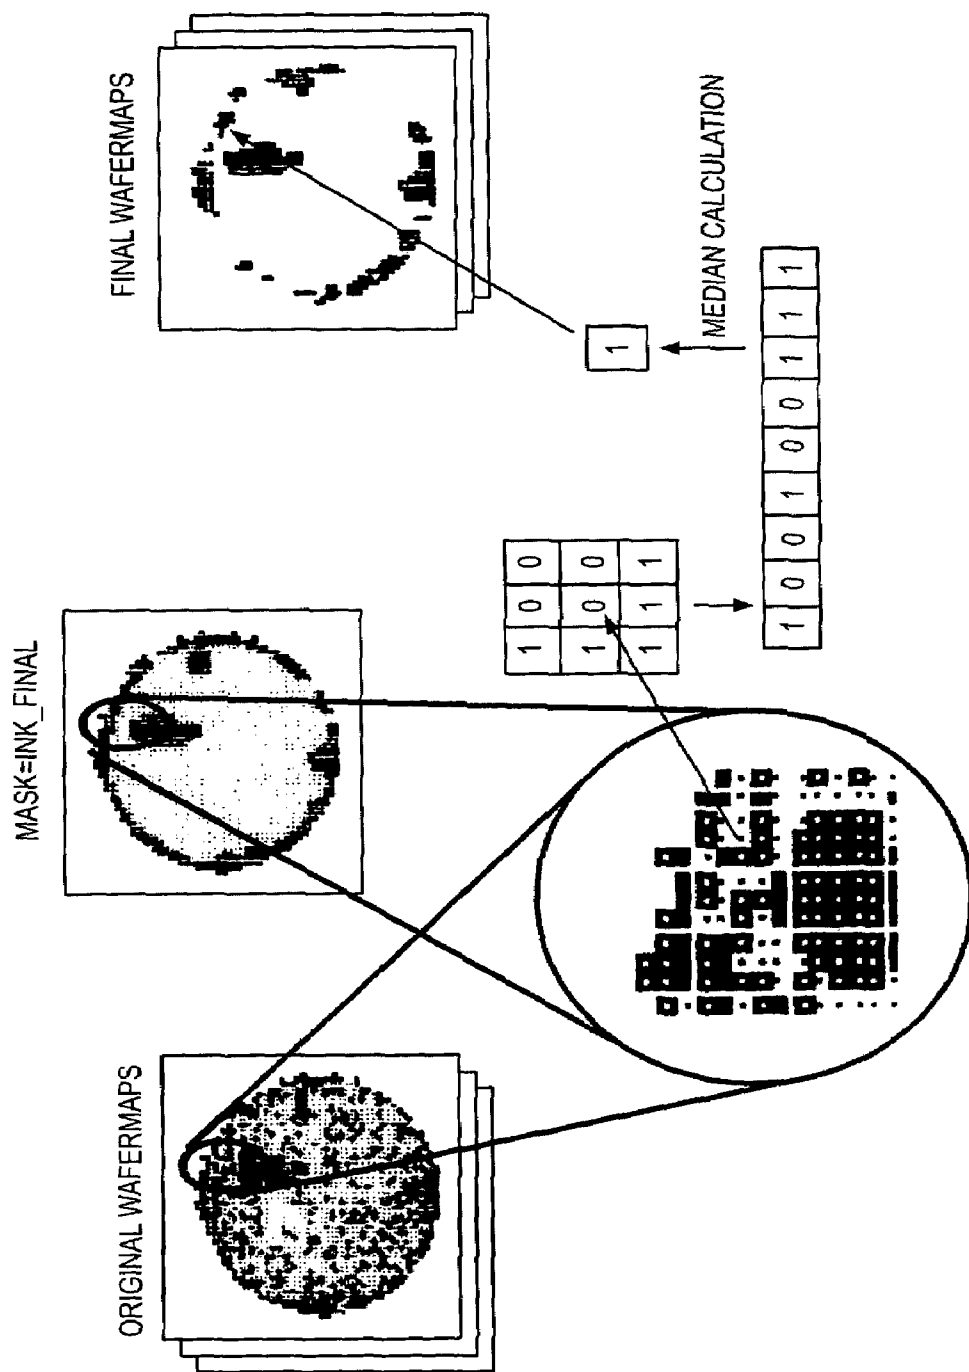 MASK=INK_FINAL
ORIGINAL WAFERMAPS
FINAL WAFERMAPS
1 0 0
1 0 0
1 1 1
1
MEDIAN CALCULATION
1 0 0 1 0 0 1 1 1